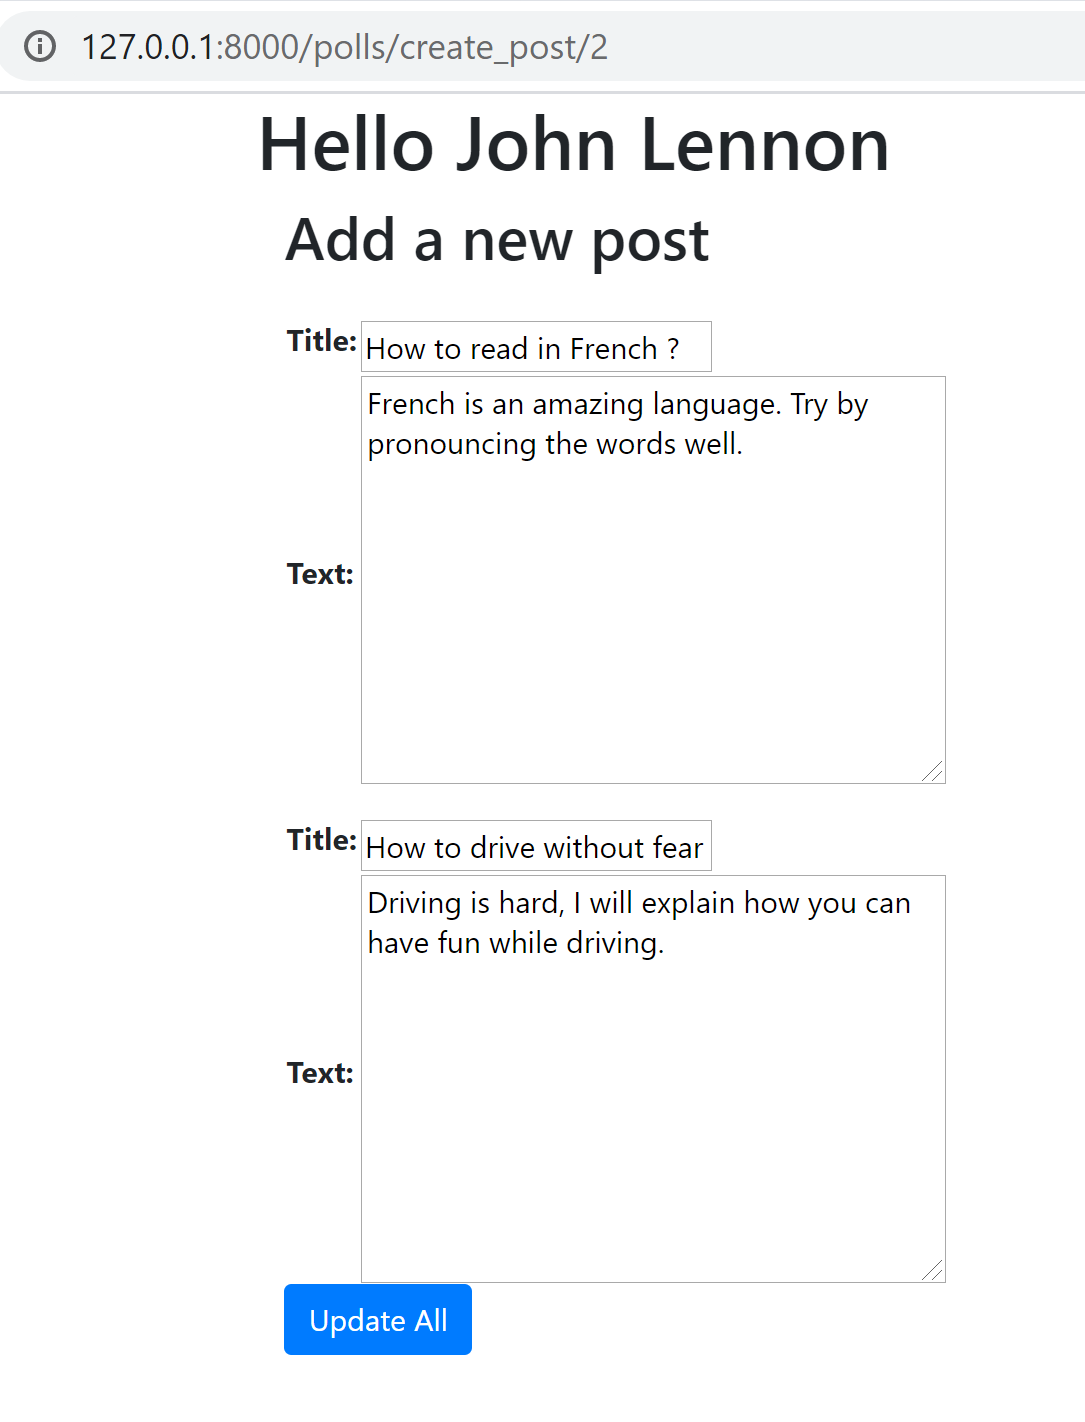 127.0.0.1:8000/polls/create_post/2
Hello John Lennon
Add a new post
Title: How to read in French ?
French is an amazing language. Try by
pronouncing the words well.
Text:
Title: How to drive without fear
Driving is hard, I will explain how you can
have fun while driving.
Text:
Update All